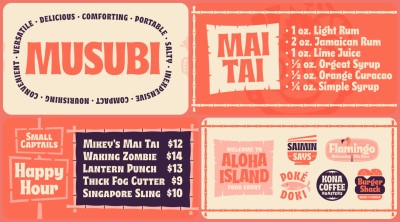 VERSATILE • DELICIOUS • COMFORTING • PORTABLE • SALTY • INEXPENSIVE • COMPACT • NOURISHING • CONVENIENT •
MUSUBI
MAI
TAI
• 1 oz. Light Rum
• 2 oz. Jamaican Rum
• 1 oz. Lime Juice
• ½ oz. Orgeat Syrup
• ½ oz. Orange Curacao
• ¼ oz. Simple Syrup
Small
Captails
Happy
Hour
Mikey's Mai Tai $12
Waking Zombie $14
Lantern Punch $13
Thick Fog Cutter $9
Singapore Sling $10
WELCOME TO
ALOHA
ISLAND
FOOD COURT
SAIMIN
SAYS
Flamingo
POKÉ
DOKI
KONA
COFFEE
ROASTERS
Burger
Shack